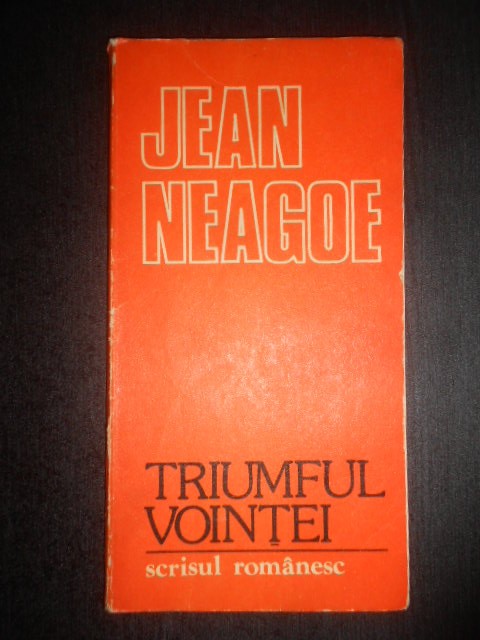 JEAN
NEAGOE
TRIUMFUL
VOINȚEI
scrisul românesc